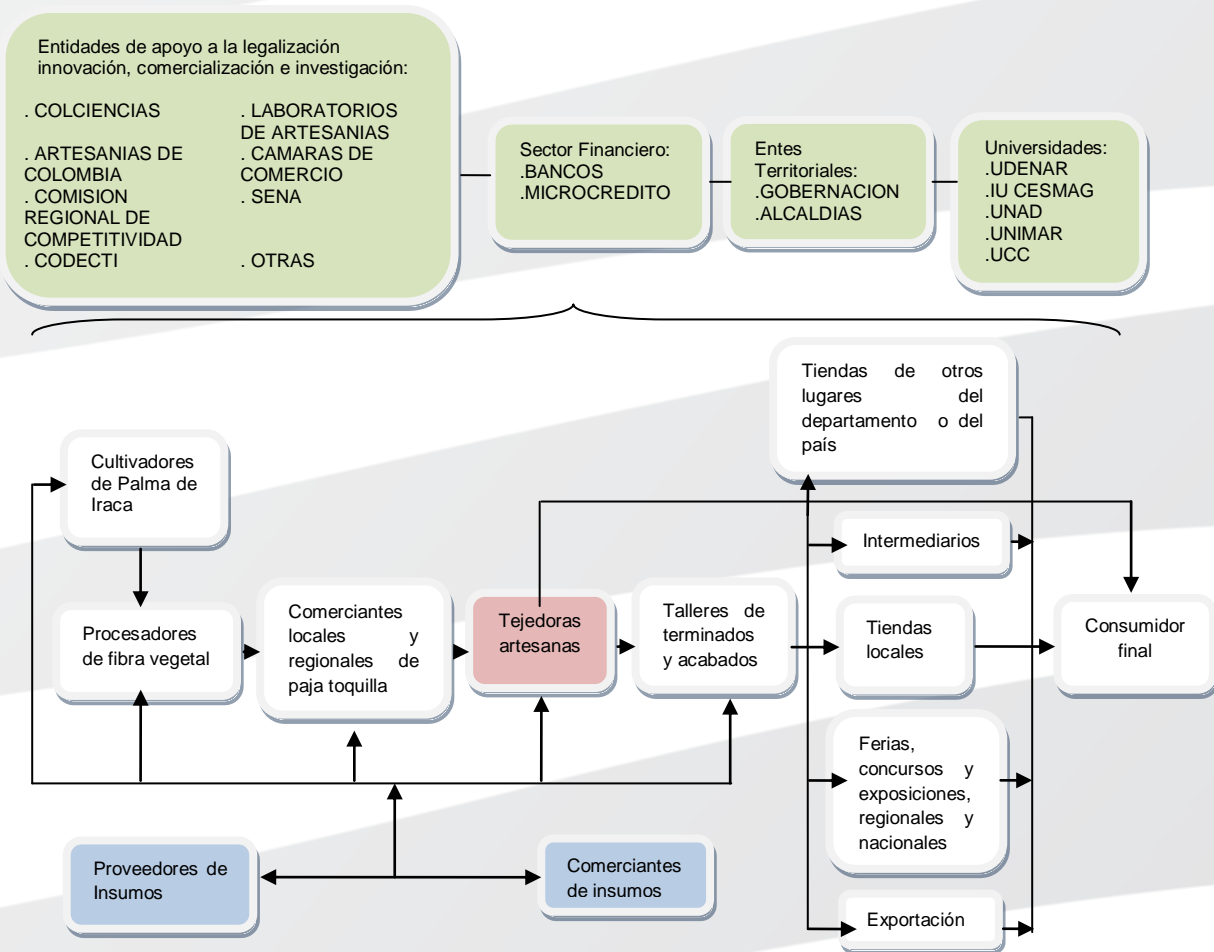 Entidades de apoyo a la legalización
innovación, comercialización e investigación:
. COLCIENCIAS
. ARTESANIAS DE
COLOMBIA
. COMISION
REGIONAL DE
COMPETITIVIDAD
. CODECTI
. LABORATORIOS
DE ARTESANIAS
. CAMARAS DE
COMERCIO
. SENA
. OTRAS
Sector Financiero:
.BANCOS
.MICROCREDITO
Entes
Territoriales:
.GOBERNACION
.ALCALDIAS
Universidades:
.UDENAR
.IU CESMAG
.UNAD
.UNIMAR
.UCC
Tiendas de otros
lugares del
departamento o del
país
Cultivadores
de Palma de
Iraca
Intermediarios
Procesadores
de fibra vegetal
Comerciantes
locales y
regionales de
paja toquilla
Tejedoras
artesanas
Talleres de
terminados
y acabados
Tiendas
locales
Consumidor
final
Ferias,
concursos y
exposiciones,
regionales y
nacionales
Proveedores de
Insumos
Comerciantes
de insumos
Exportación